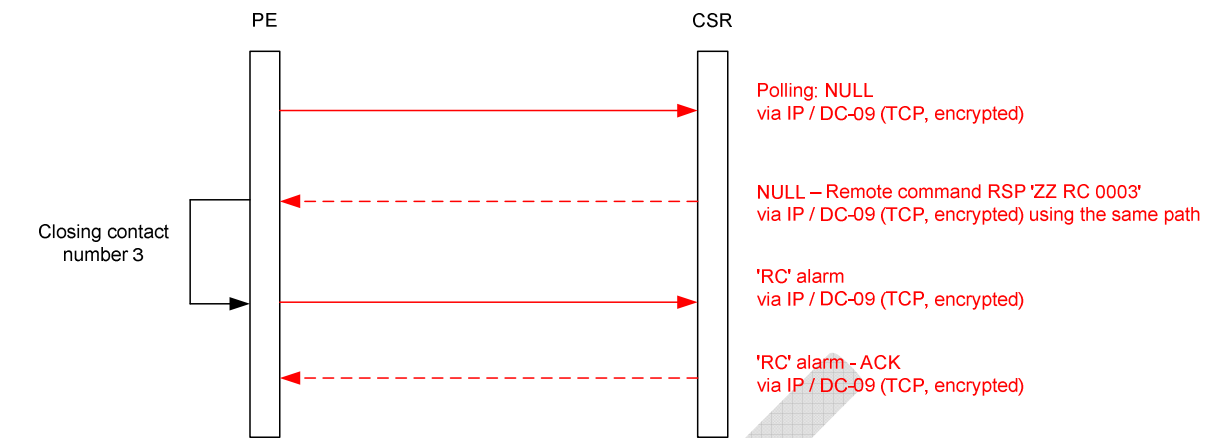 PE
CSR
Polling: NULL
via IP / DC-09 (TCP, encrypted)
NULL – Remote command RSP 'ZZ RC 0003'
via IP / DC-09 (TCP, encrypted) using the same path
Closing contact
number 3
'RC' alarm
via IP / DC-09 (TCP, encrypted)
'RC' alarm - ACK
via IP / DC-09 (TCP, encrypted)